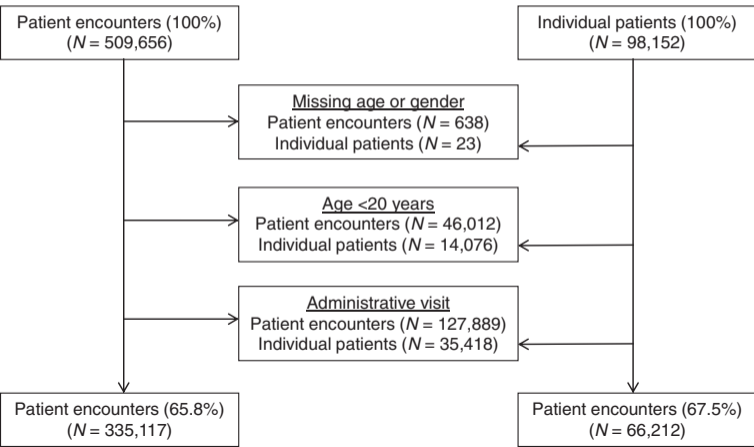 Patient encounters (100%)
(N = 509,656)
Individual patients (100%)
(N = 98,152)
Missing age or gender
Patient encounters (N = 638)
Individual patients (N = 23)
Age <20 years
Patient encounters (N = 46,012)
Individual patients (N = 14,076)
Administrative visit
Patient encounters (N = 127,889)
Individual patients (N = 35,418)
Patient encounters (65.8%)
(N = 335,117)
Patient encounters (67.5%)
(N = 66,212)